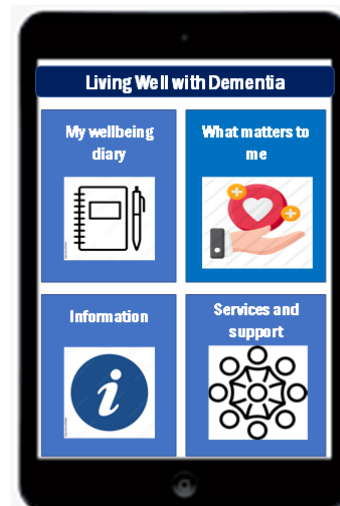 Living Well with Dementia
My wellbeing
diary
What matters to
me
Information
Services and
support